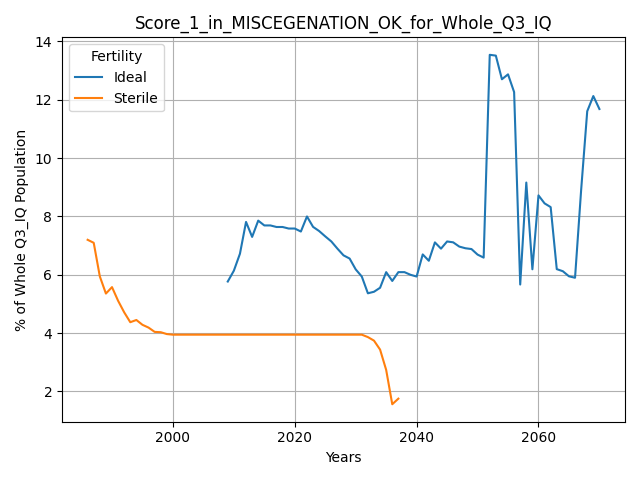 Score_1_in_MISCEGENATION_OK_for_Whole_Q3_IQ
Fertility
Ideal
Sterile
% of Whole Q3_IQ Population
14
12
10
8
6
4
2
2000 2020 2040 2060
Years